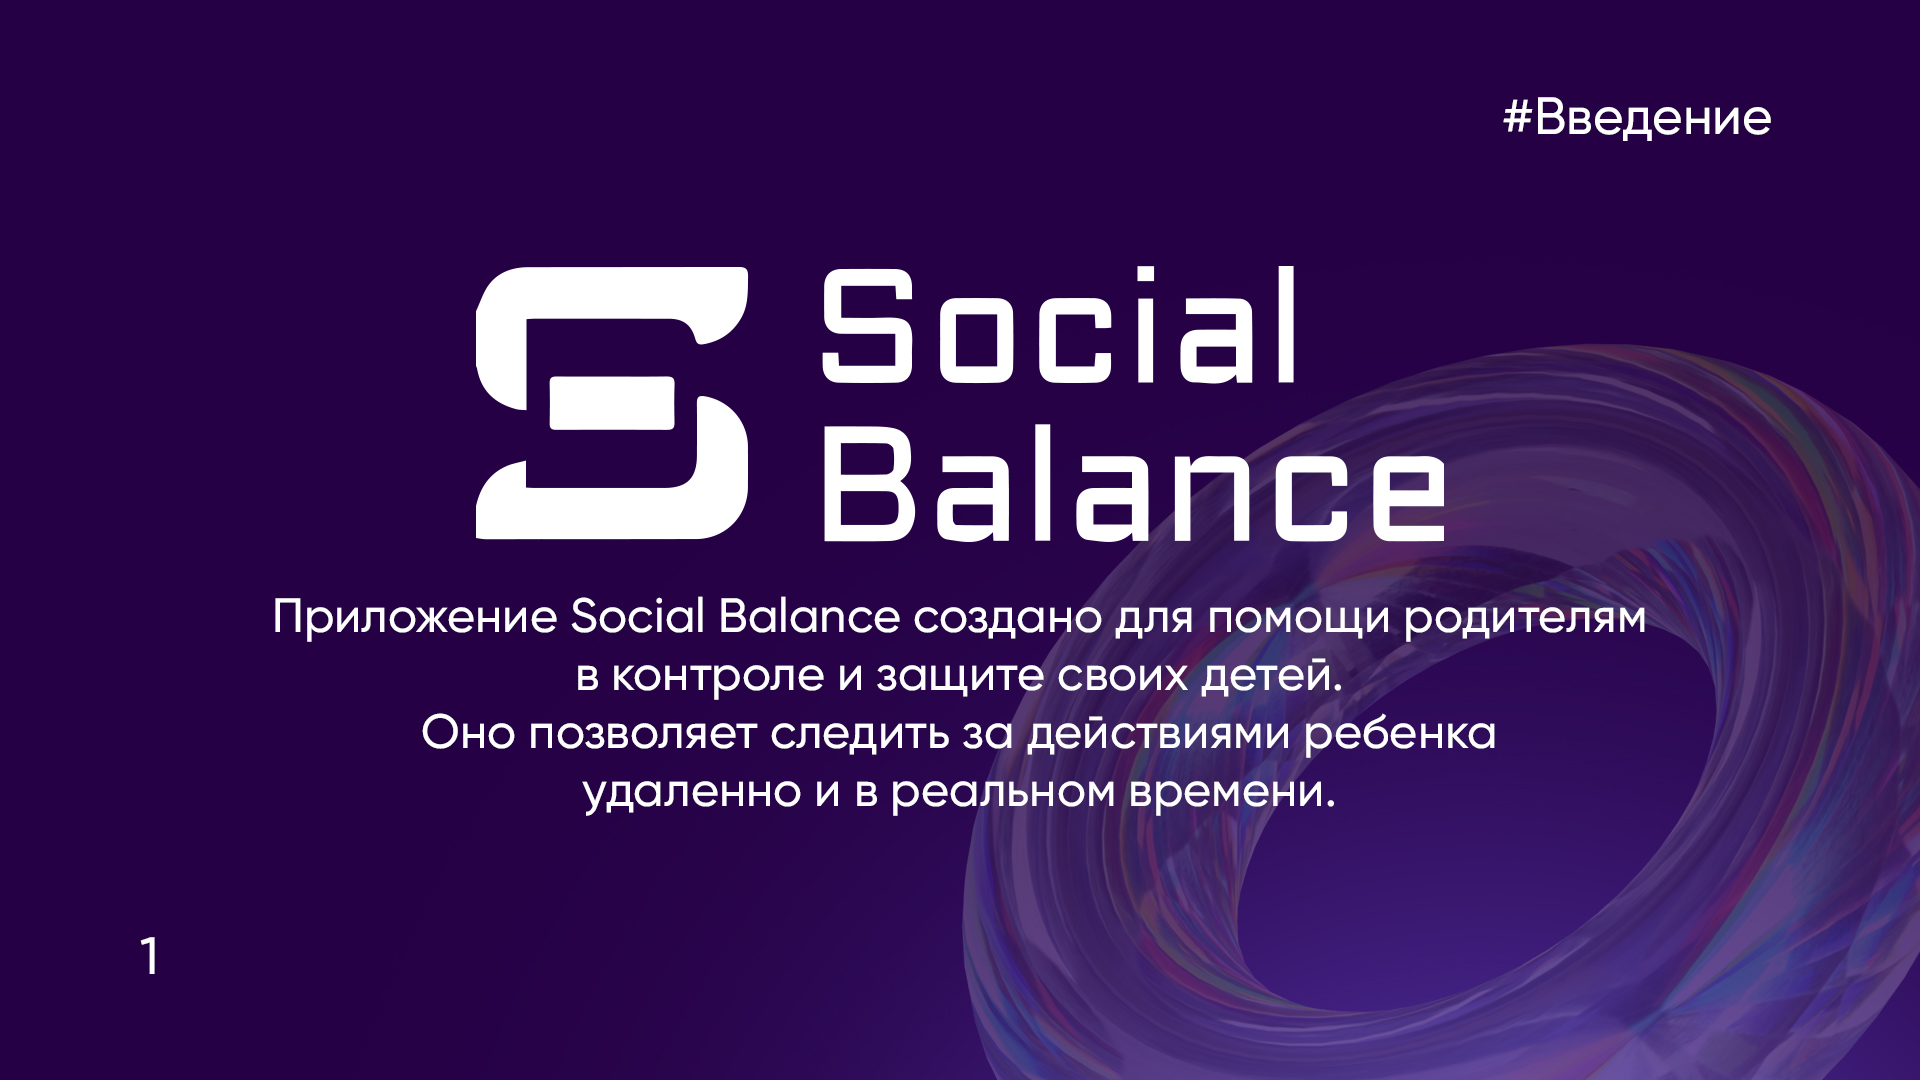 #Введение
Social
Balance
Приложение Social Balance создано для помощи родителям
в контроле и защите своих детей.
Оно позволяет следить за действиями ребенка
удаленно и в реальном времени.
1